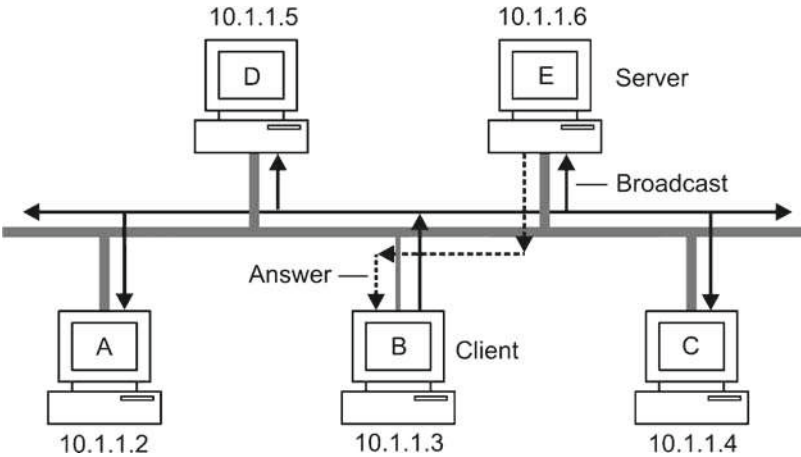 10.1.1.5
10.1.1.6
D
E
Server
Broadcast
Answer
A
B
Client
C
10.1.1.2
10.1.1.3
10.1.1.4